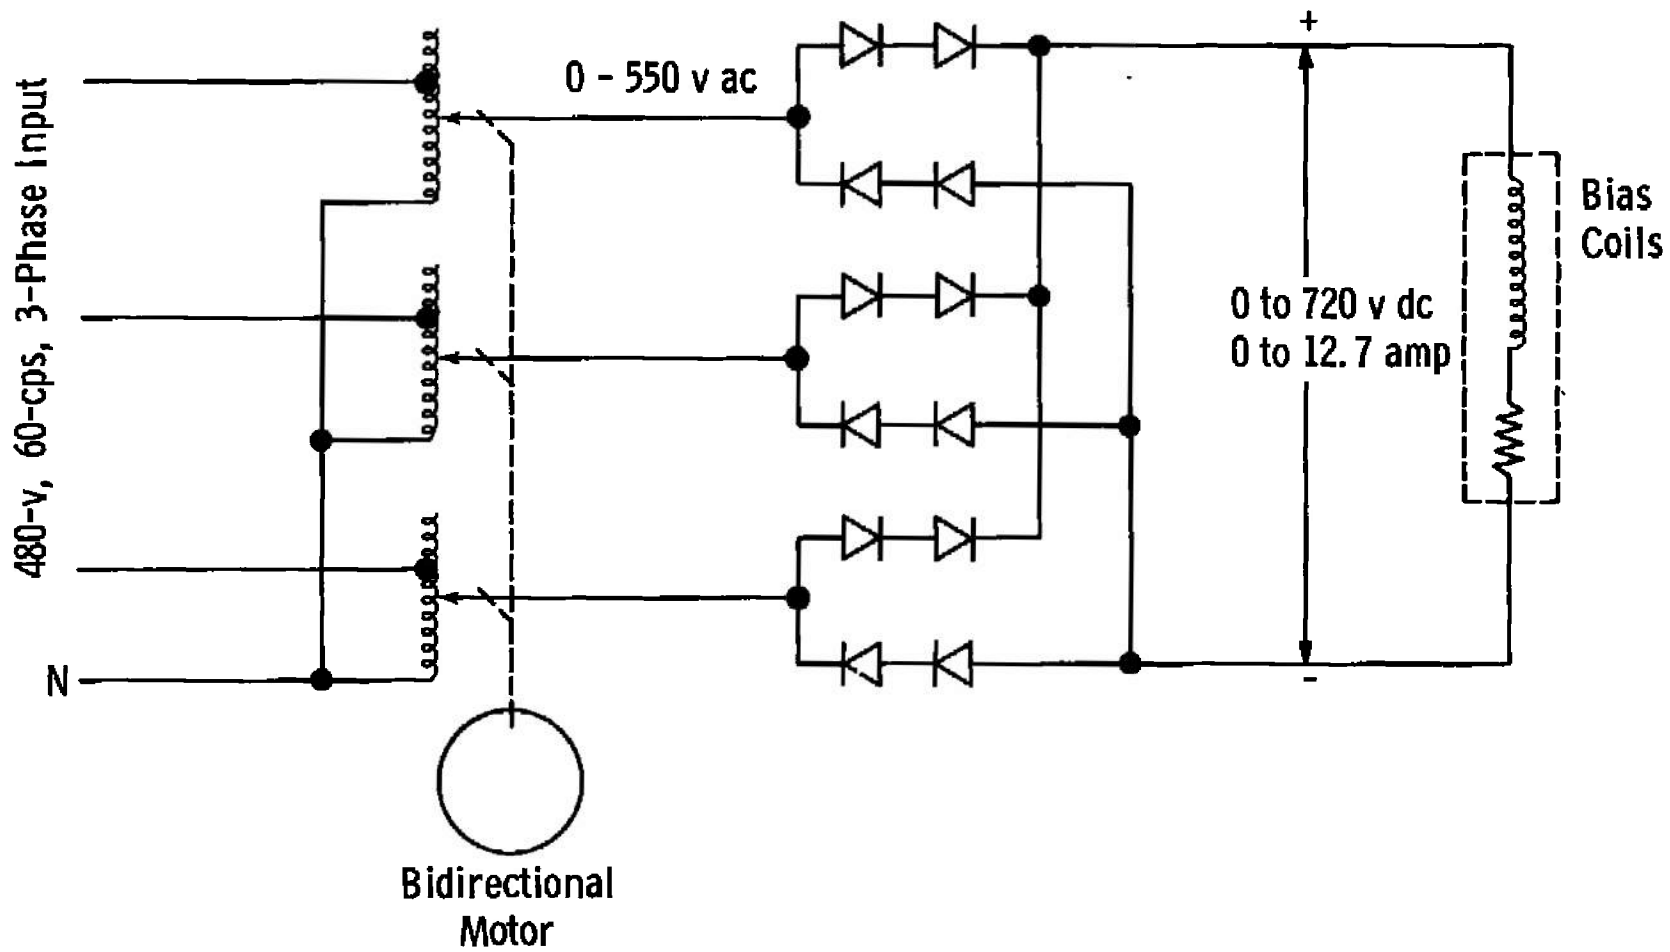 480-v, 60-cps, 3-Phase Input
0 - 550 v ac
+
Bias
Coils
0 to 720 v dc
0 to 12.7 amp
N
-
Bidirectional
Motor